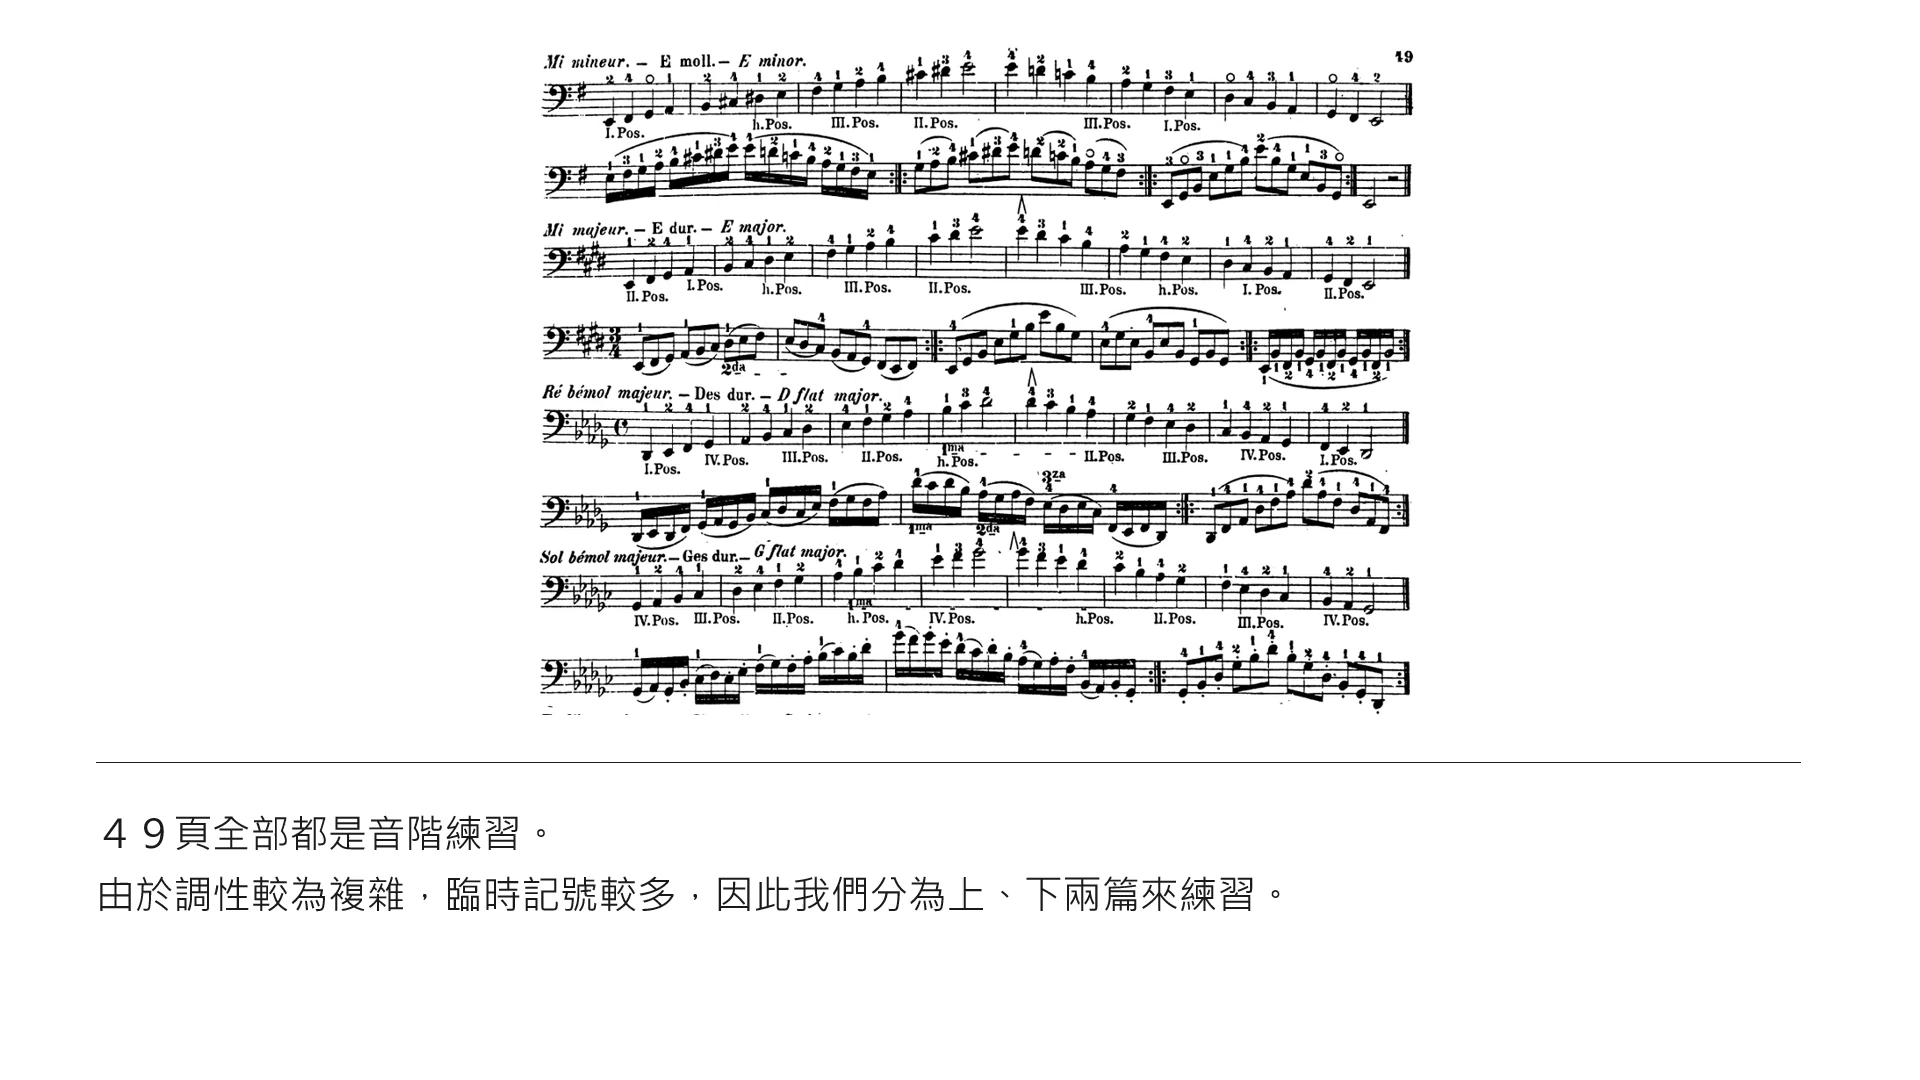 Mi mineur. – E moll. – E minor. 49
I.Pos. h.Pos. III.Pos. II.Pos. III.Pos. I.Pos.
Mi majeur. – E dur. – E major.
II.Pos. I.Pos. h.Pos. III.Pos. II.Pos. III.Pos. h.Pos. I.Pos. II.Pos.
2da
Ré bémol majeur. – Des dur. – D flat major.
1ma
I.Pos. IV.Pos. III.Pos. II.Pos. h.Pos. II.Pos. III.Pos. IV.Pos. I.Pos.
3za
1ma 2da
Sol bémol majeur. – Ges dur. – G flat major.
1ma
IV.Pos. III.Pos. II.Pos. h.Pos. IV.Pos. h.Pos. II.Pos. III.Pos. IV.Pos.
４９頁全部都是音階練習。
由於調性較為複雜，臨時記號較多，因此我們分為上、下兩篇來練習。